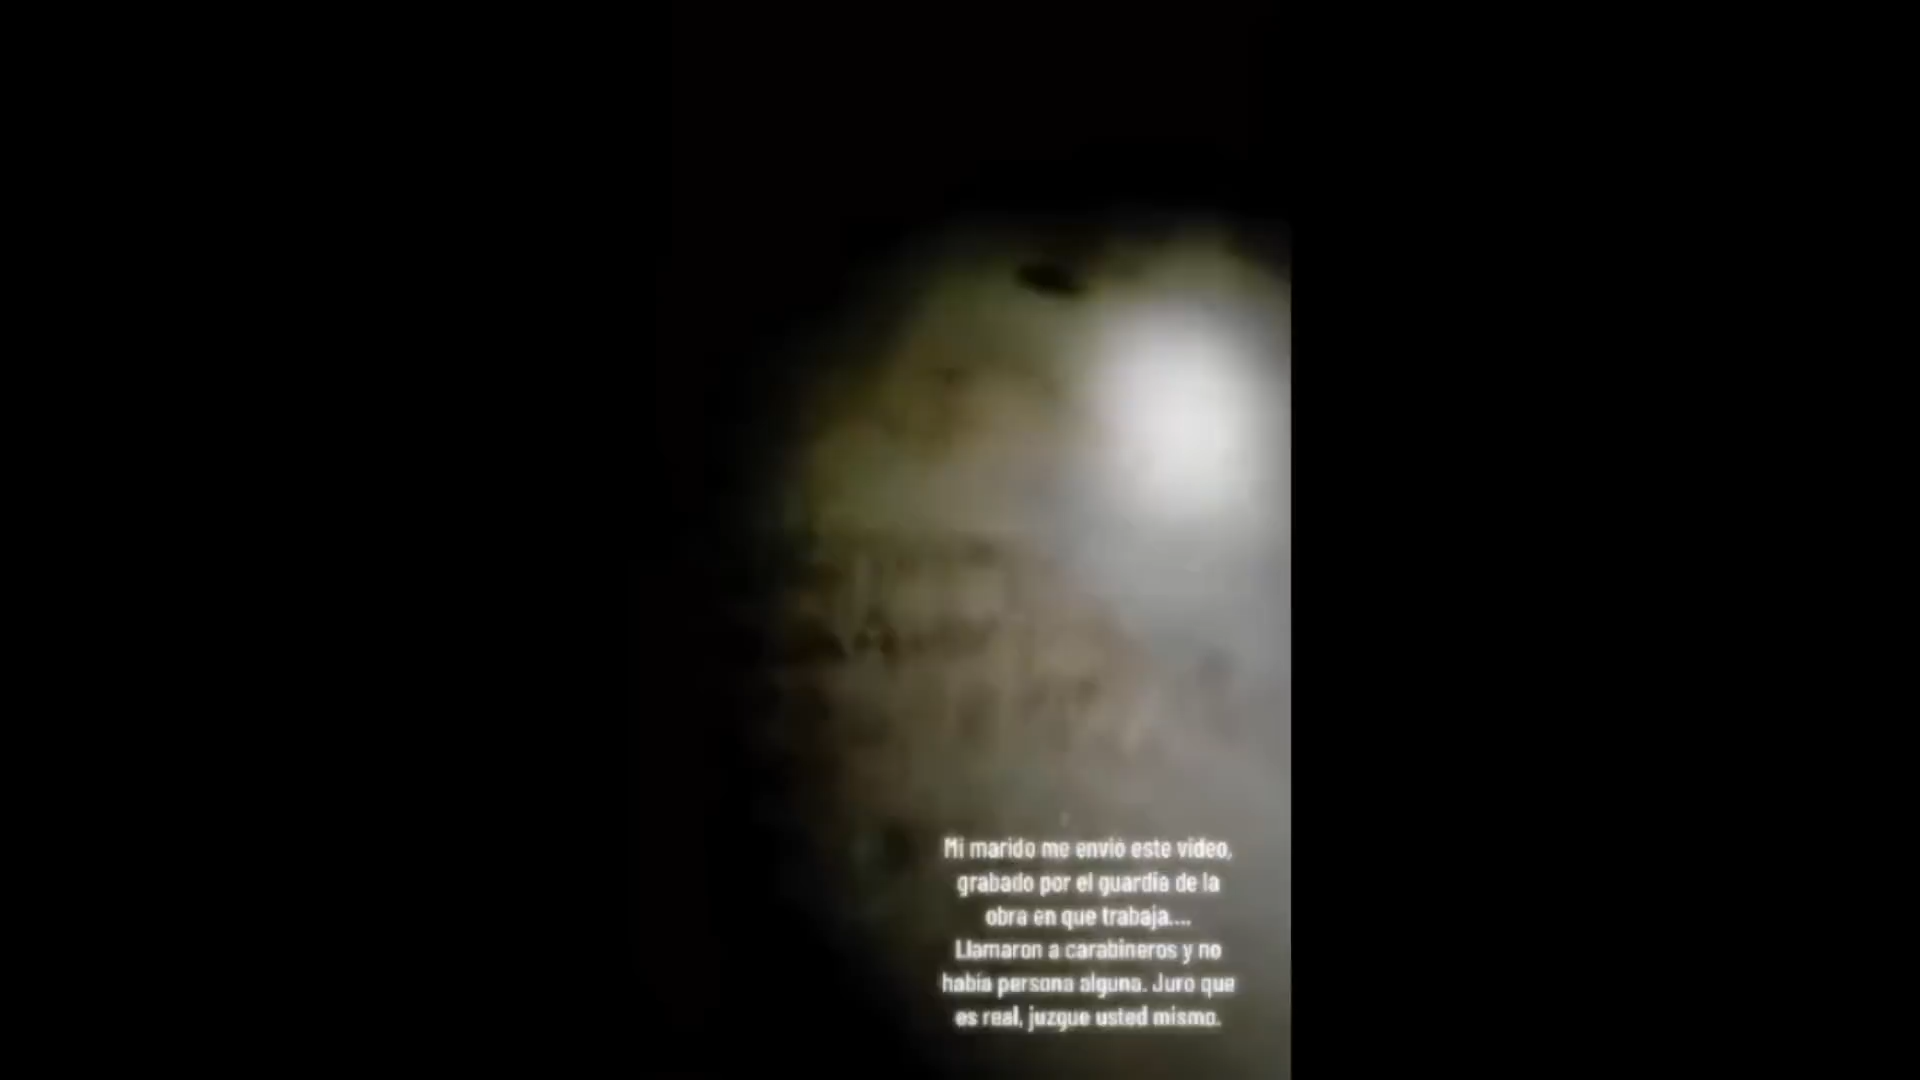 Mi marido me envió este video,
grabado por el guardia de la
obra en que trabaja....
Llamaron a carabineros y no
había persona alguna. Juro que
es real, juzgue usted mismo.